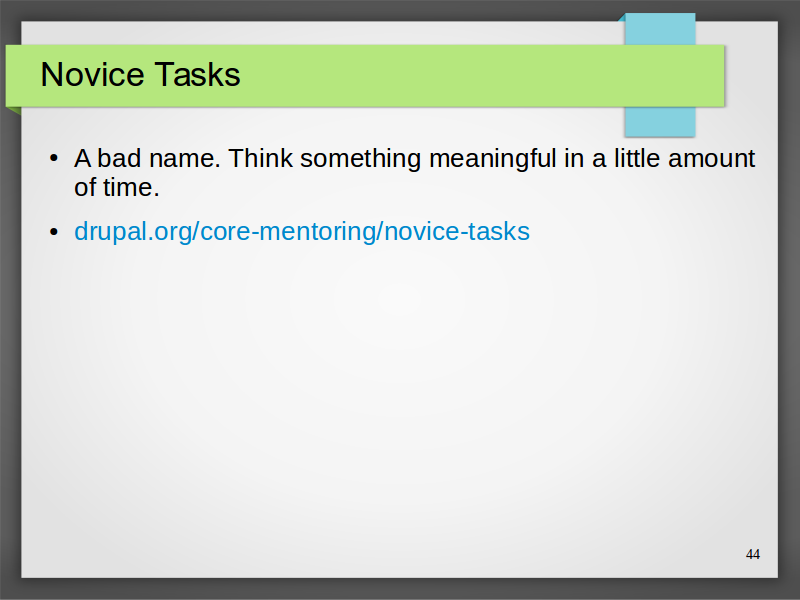 Novice Tasks
• A bad name. Think something meaningful in a little amount
of time.
• drupal.org/core-mentoring/novice-tasks
44